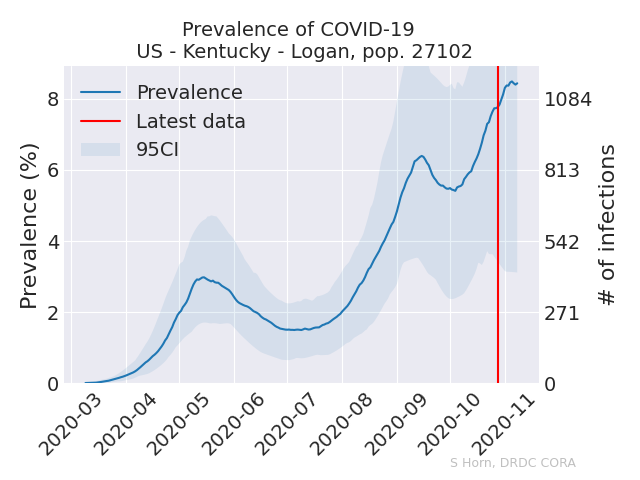 Prevalence of COVID-19
US - Kentucky - Logan, pop. 27102
Prevalence
Latest data
95CI
Prevalence (%)
8
6
4
2
0
1084
813
542
271
0
# of infections
2020-03
2020-04
2020-05
2020-06
2020-07
2020-08
2020-09
2020-10
2020-11
S Horn, DRDC CORA